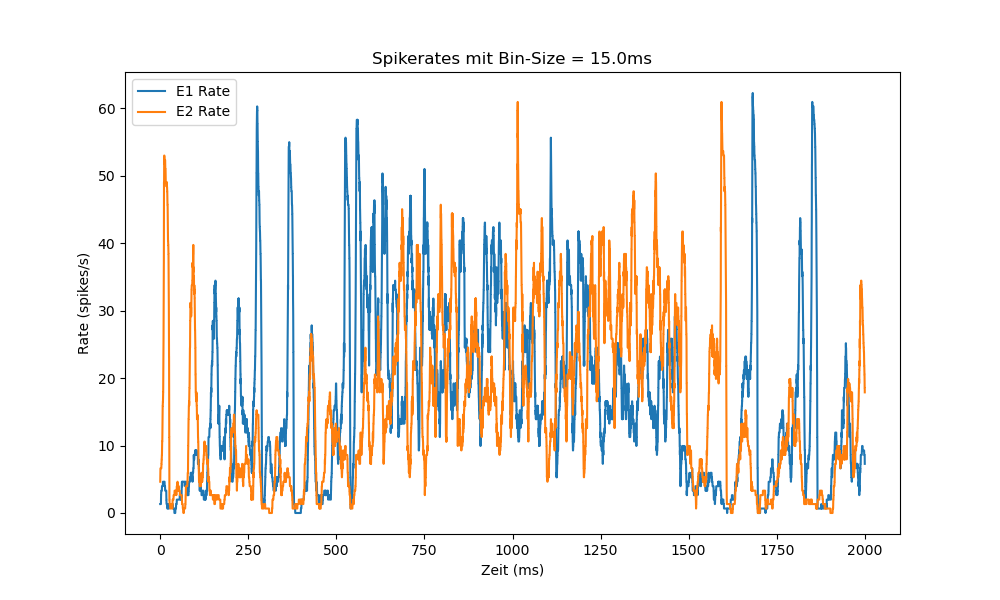 Spikerates mit Bin-Size = 15.0ms
E1 Rate
E2 Rate
60
50
40
30
20
10
0
Rate (spikes/s)
0 250 500 750 1000 1250 1500 1750 2000
Zeit (ms)